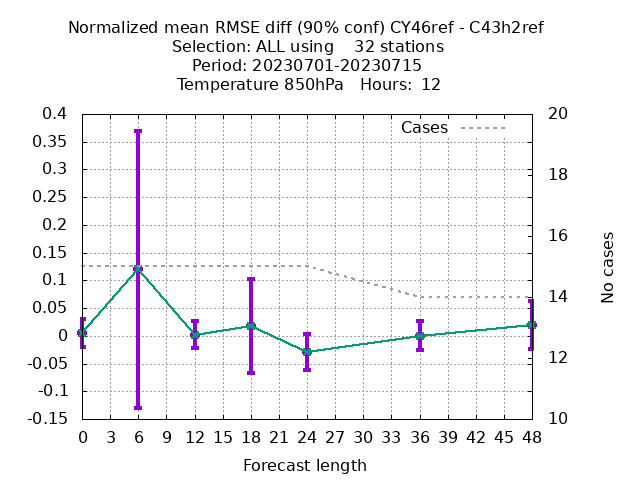 Normalized mean RMSE diff (90% conf) CY46ref - C43h2ref
Selection: ALL using    32 stations
Period: 20230701-20230715
Temperature 850hPa   Hours:  12
Cases
0.4
0.35
0.3
0.25
0.2
0.15
0.1
0.05
0
-0.05
-0.1
-0.15
20
18
16
14
12
10
No cases
0 3 6 9 12 15 18 21 24 27 30 33 36 39 42 45 48
Forecast length